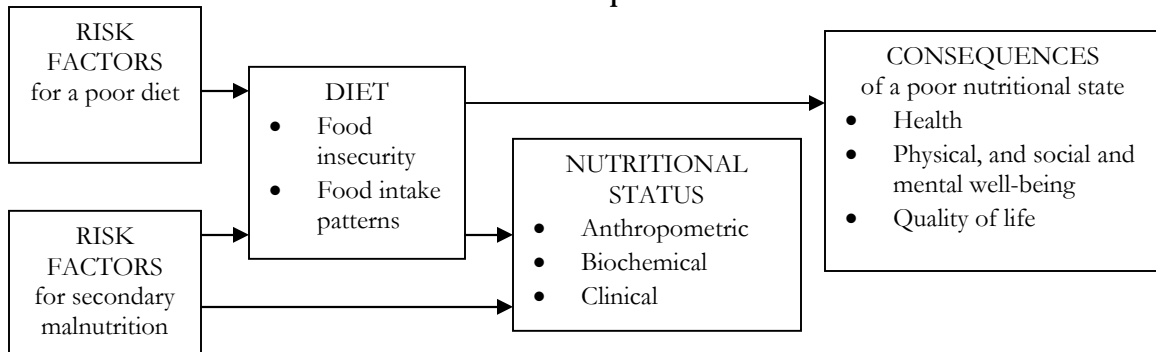 RISK
FACTORS
for a poor diet
DIET
• Food
insecurity
• Food intake
patterns
RISK
FACTORS
for secondary
malnutrition
NUTRITIONAL
STATUS
• Anthropometric
• Biochemical
• Clinical
CONSEQUENCES
of a poor nutritional state
• Health
• Physical, and social and
mental well-being
• Quality of life